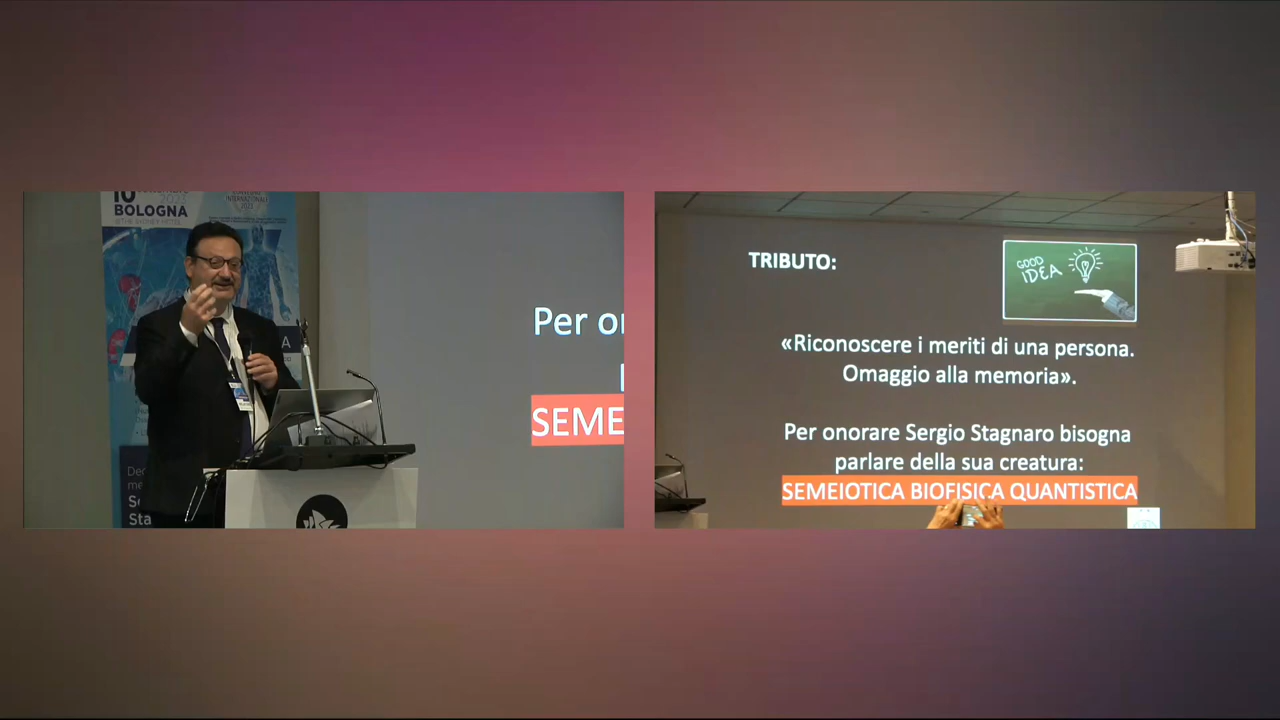 BOLOGNA
Per
SEME
TRIBUTO:
GOOD
IDEA
«Riconoscere i meriti di una persona.
Omaggio alla memoria».
Per onorare Sergio Stagnaro bisogna
parlare della sua creatura:
SEMEIOTICA BIOFISICA QUANTISTICA